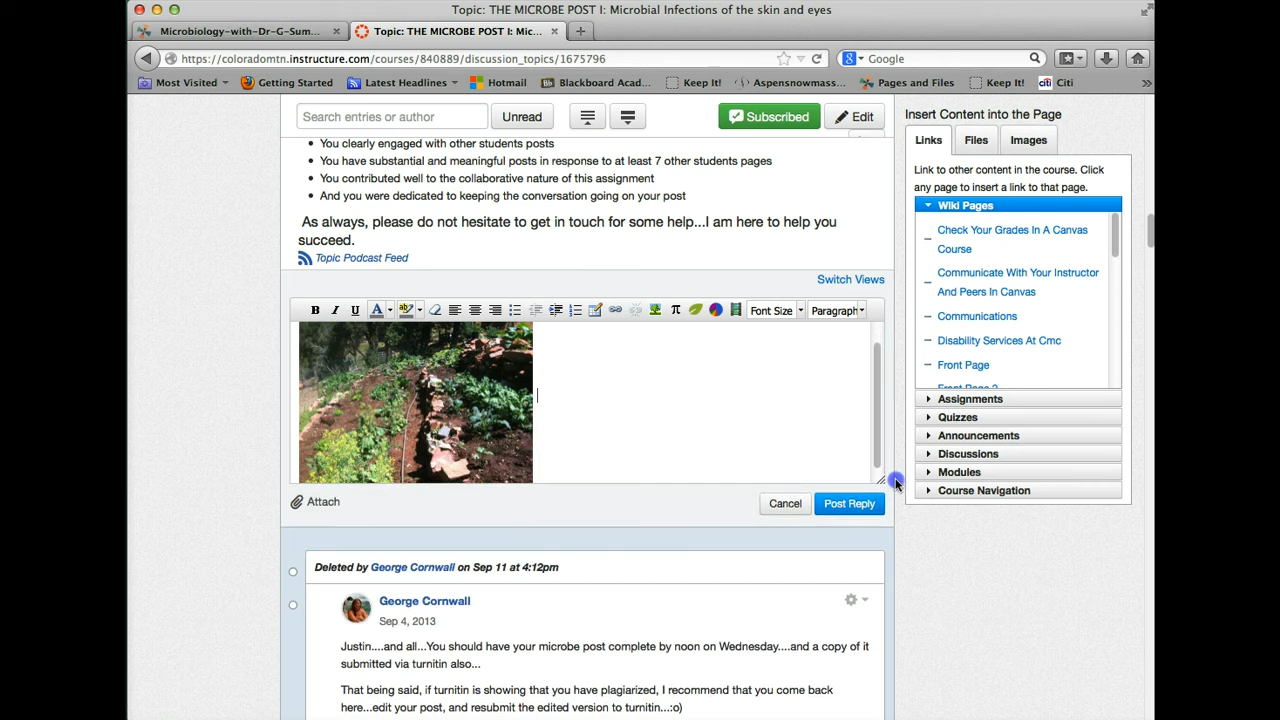 Topic: THE MICROBE POST I: Microbial Infections of the skin and eyes
Microbiology-with-Dr-G-Sum...
Topic: THE MICROBE POST I: Mic...
https://coloradomtn.instructure.com/courses/840889/discussion_topics/1675796
Google
Most Visited
Getting Started
Latest Headlines
Hotmail
Blackboard Acad...
Keep It!
Aspensnowmass...
Pages and Files
Keep It!
citi Citi
Search entries or author
Unread
Subscribed
Edit
You clearly engaged with other students posts
You have substantial and meaningful posts in response to at least 7 other students pages
You contributed well to the collaborative nature of this assignment
And you were dedicated to keeping the conversation going on your post
As always, please do not hesitate to get in touch for some help...I am here to help you
succeed.
Topic Podcast Feed
Switch Views
B I U A ab Font Size Paragraph
Attach
Cancel
Post Reply
Deleted by George Cornwall on Sep 11 at 4:12pm
George Cornwall
Sep 4, 2013
Justin....and all...You should have your microbe post complete by noon on Wednesday....and a copy of it
submitted via turnitin also...
That being said, if turnitin is showing that you have plagiarized, I recommend that you come back
here...edit your post, and resubmit the edited version to turnitin...:o)
Insert Content into the Page
Links
Files
Images
Link to other content in the course. Click
any page to insert a link to that page.
Wiki Pages
Check Your Grades In A Canvas
Course
Communicate With Your Instructor
And Peers In Canvas
Communications
Disability Services At Cmc
Front Page
Front Page 2
Assignments
Quizzes
Announcements
Discussions
Modules
Course Navigation